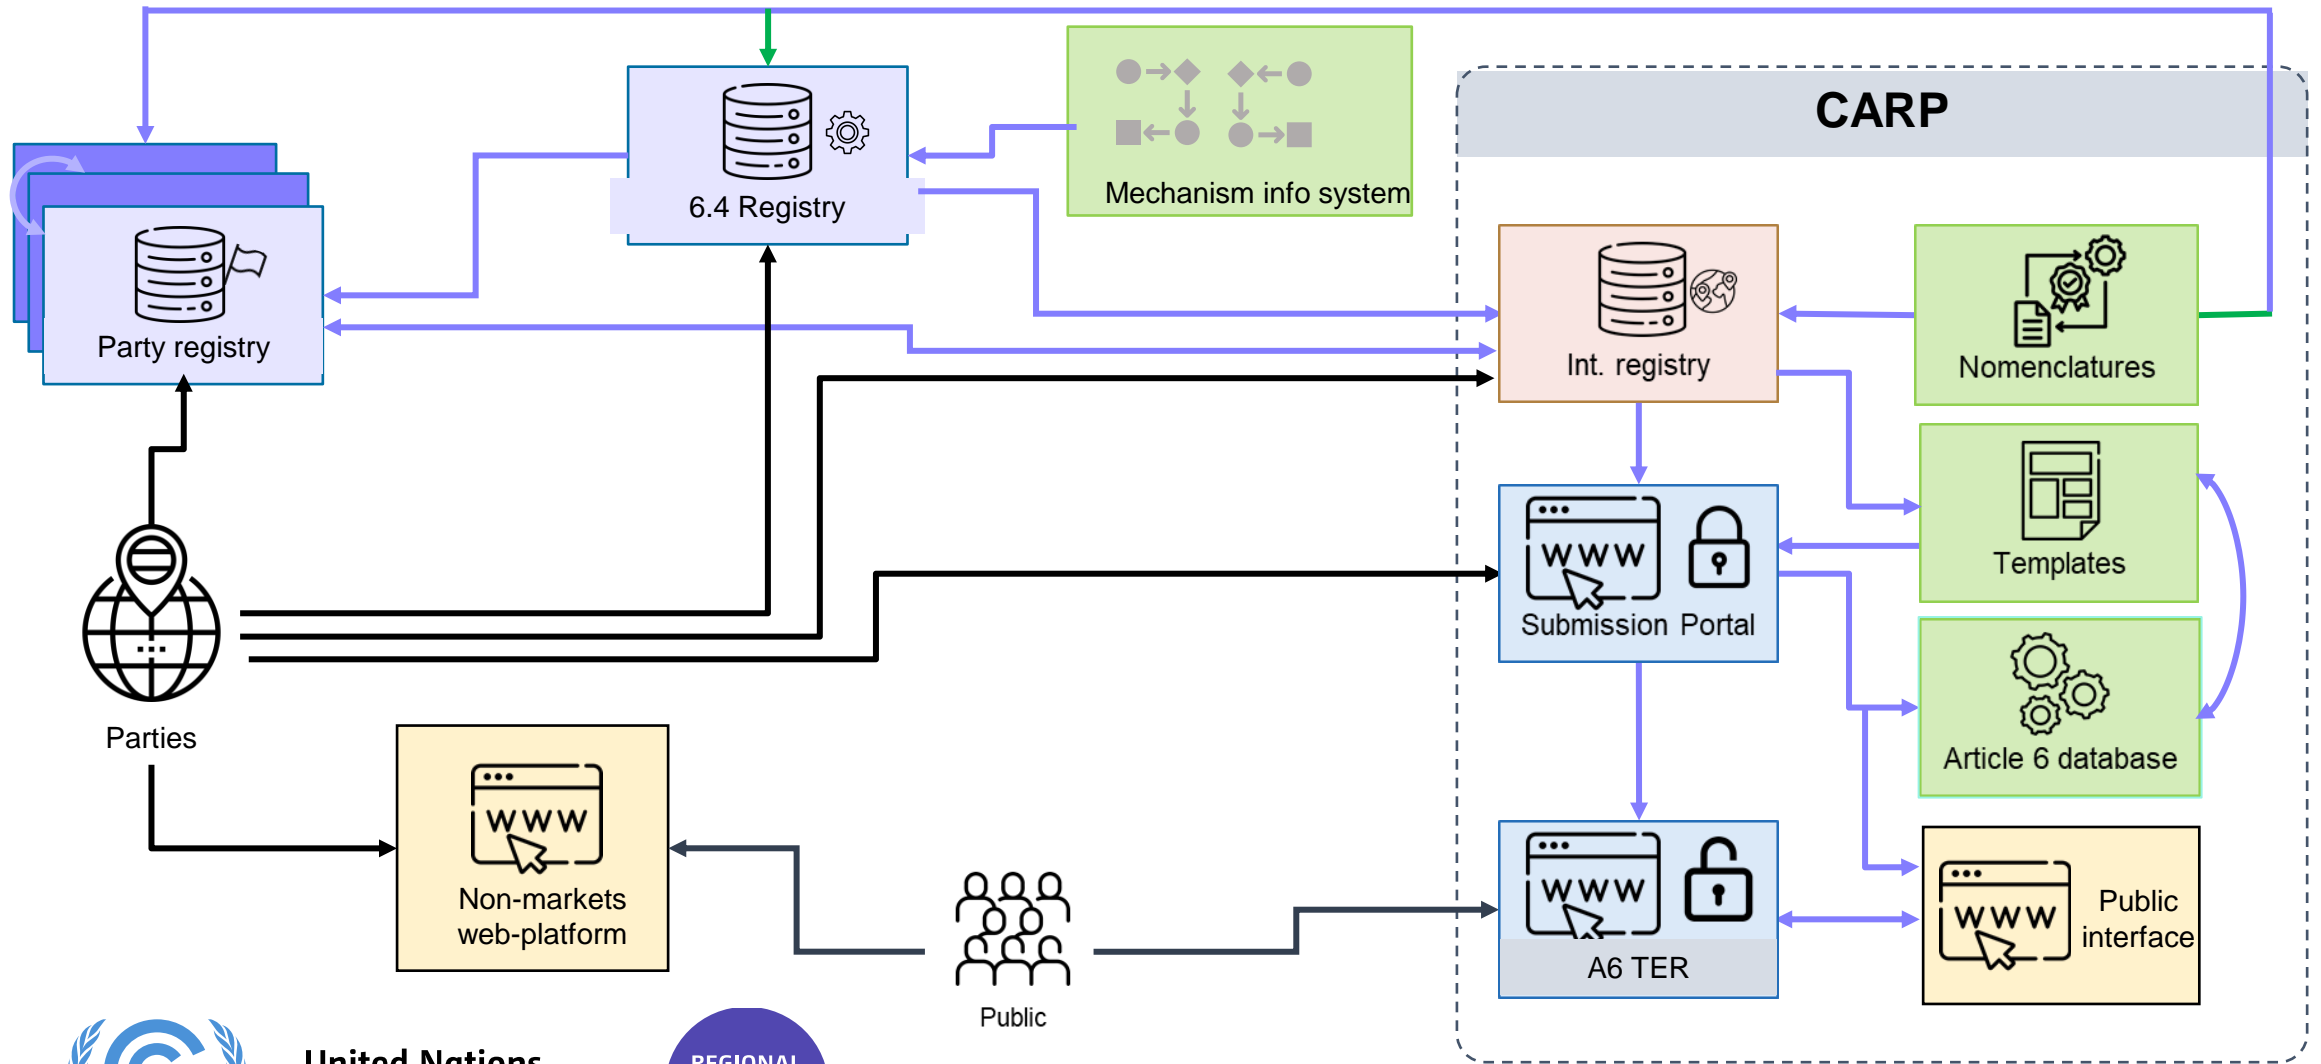 CARP
Mechanism info system
6.4 Registry
Party registry
Int. registry
Nomenclatures
WWW
Submission Portal
Templates
Parties
Article 6 database
WWW
Non-markets
web-platform
WWW
A6 TER
WWW
Public
interface
Public
United Nations
REGIONAL